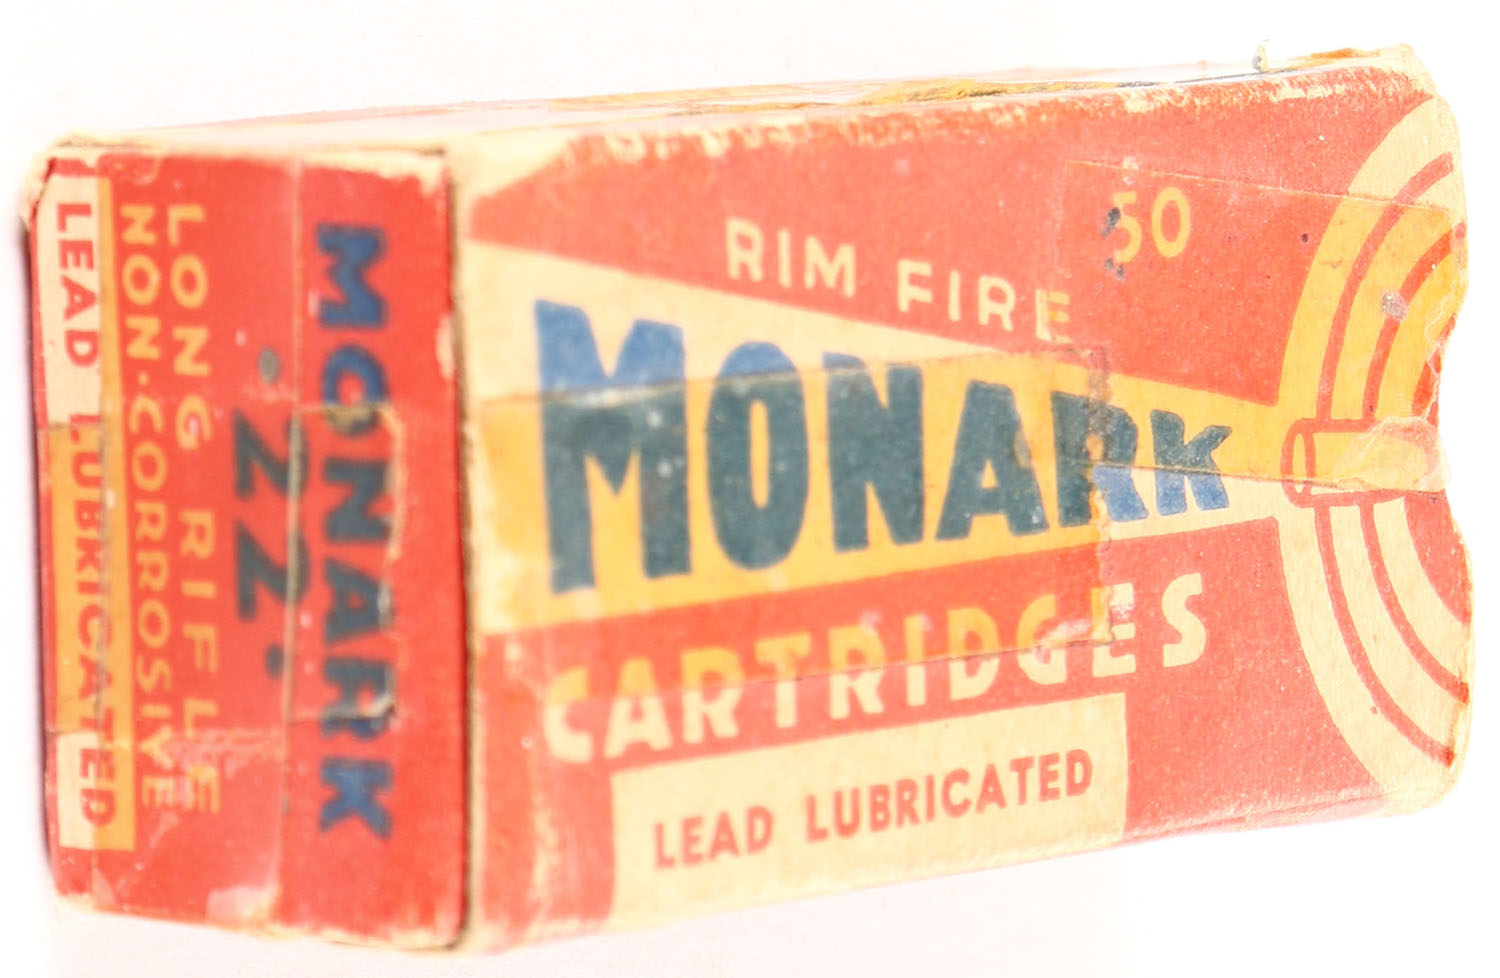 RIM FIRE
50
MONARK
CARTRIDGES
LEAD LUBRICATED
MONARK
.22.
LONG RIFLE
NON-CORROSIVE
LEAD LUBRICATED